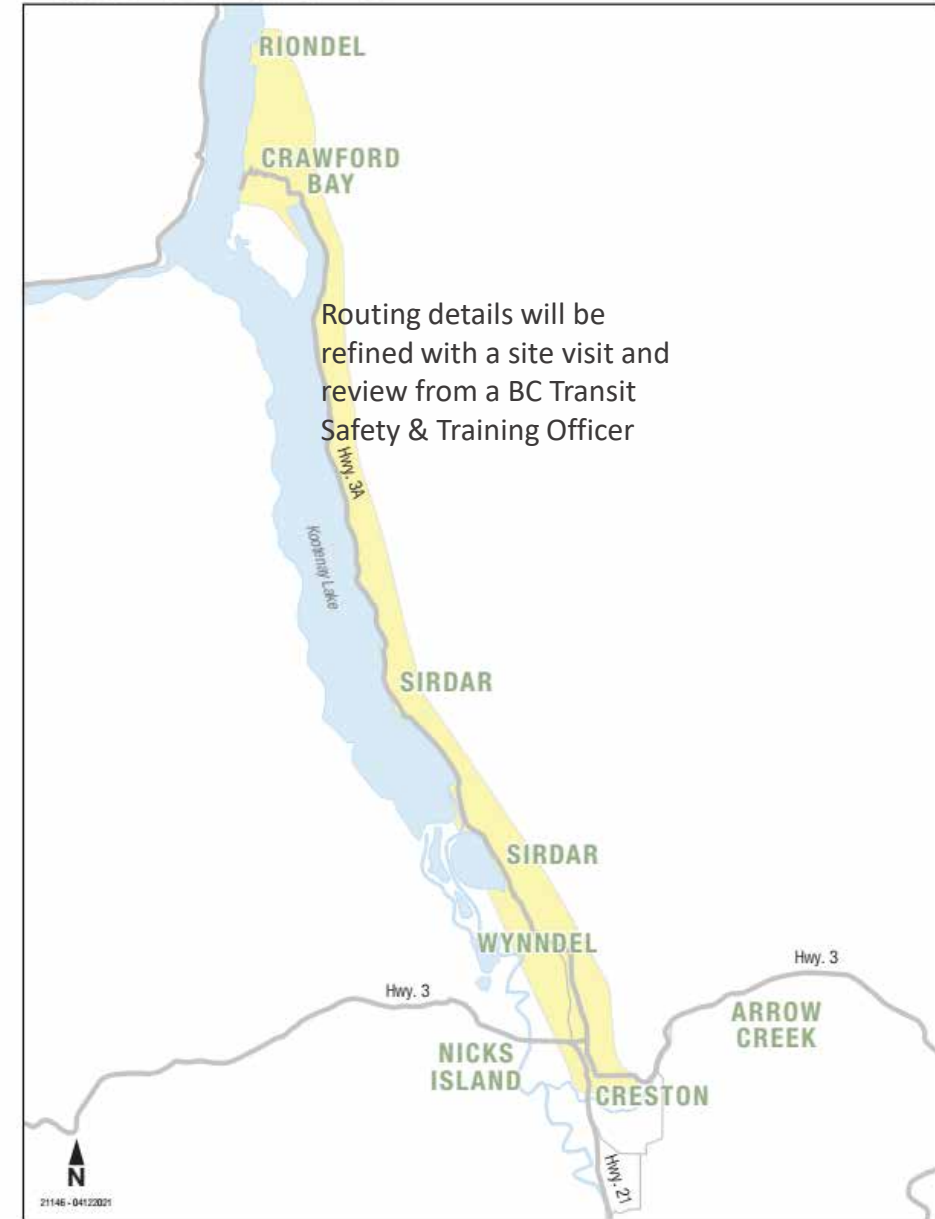 RIONDEL
CRAWFORD
BAY
Routing details will be
refined with a site visit and
review from a BC Transit
Safety & Training Officer
Hwy. 3A
Kootenay Lake
SIRDAR
SIRDAR
WYNNDEL
Hwy. 3
Hwy. 3
ARROW
CREEK
NICKS
ISLAND
CRESTON
Hwy. 21
N
21146 - 04122021